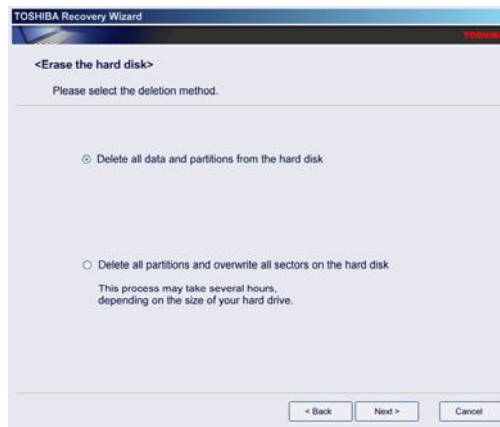 TOSHIBA Recovery Wizard
TOSHIBA
<Erase the hard disk>
Please select the deletion method.
Delete all data and partitions from the hard disk
Delete all partitions and overwrite all sectors on the hard disk
This process may take several hours,
depending on the size of your hard drive.
< Back Next > Cancel